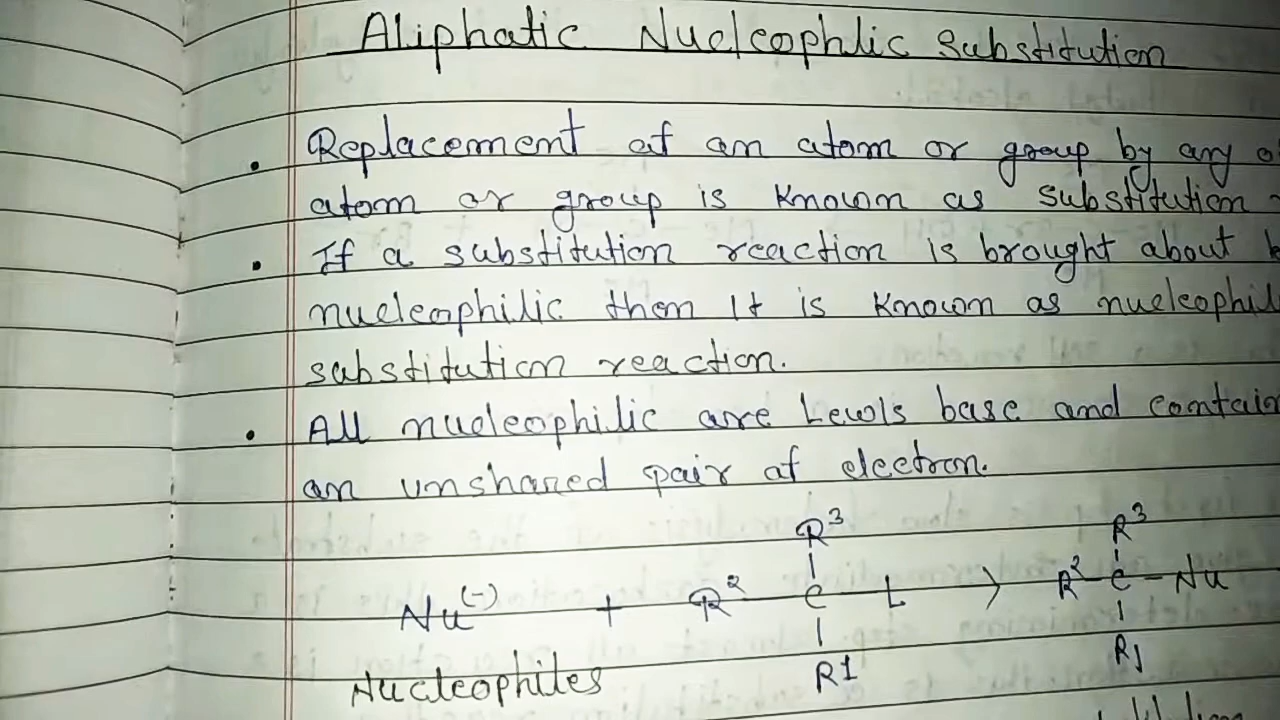 Aliphatic Nucleophlic Substitution
• Replacement of an atom or group by any
atom or group is known as substitution
• If a substitution reaction is brought about
nucleophilic then It is known as nucleophil
substitution reaction.
• All nucleophilic are Lewis base and contain
an unshared pair of electron.
R³ R³
Nu(-) + R² – C – L → R² – C – Nu
R1 R1
Nucleophiles